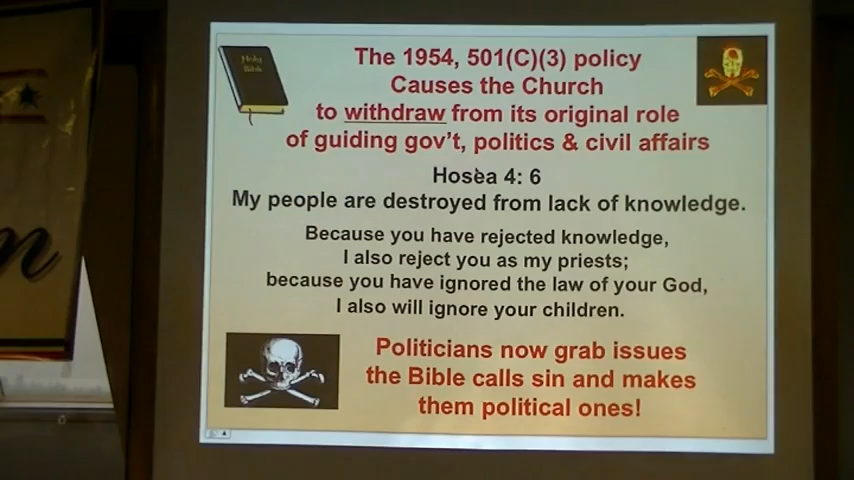 Holy
Bible
The 1954, 501(C)(3) policy
Causes the Church
to withdraw from its original role
of guiding gov't, politics & civil affairs
Hosea 4: 6
My people are destroyed from lack of knowledge.
Because you have rejected knowledge,
I also reject you as my priests;
because you have ignored the law of your God,
I also will ignore your children.
Politicians now grab issues
the Bible calls sin and makes
them political ones!